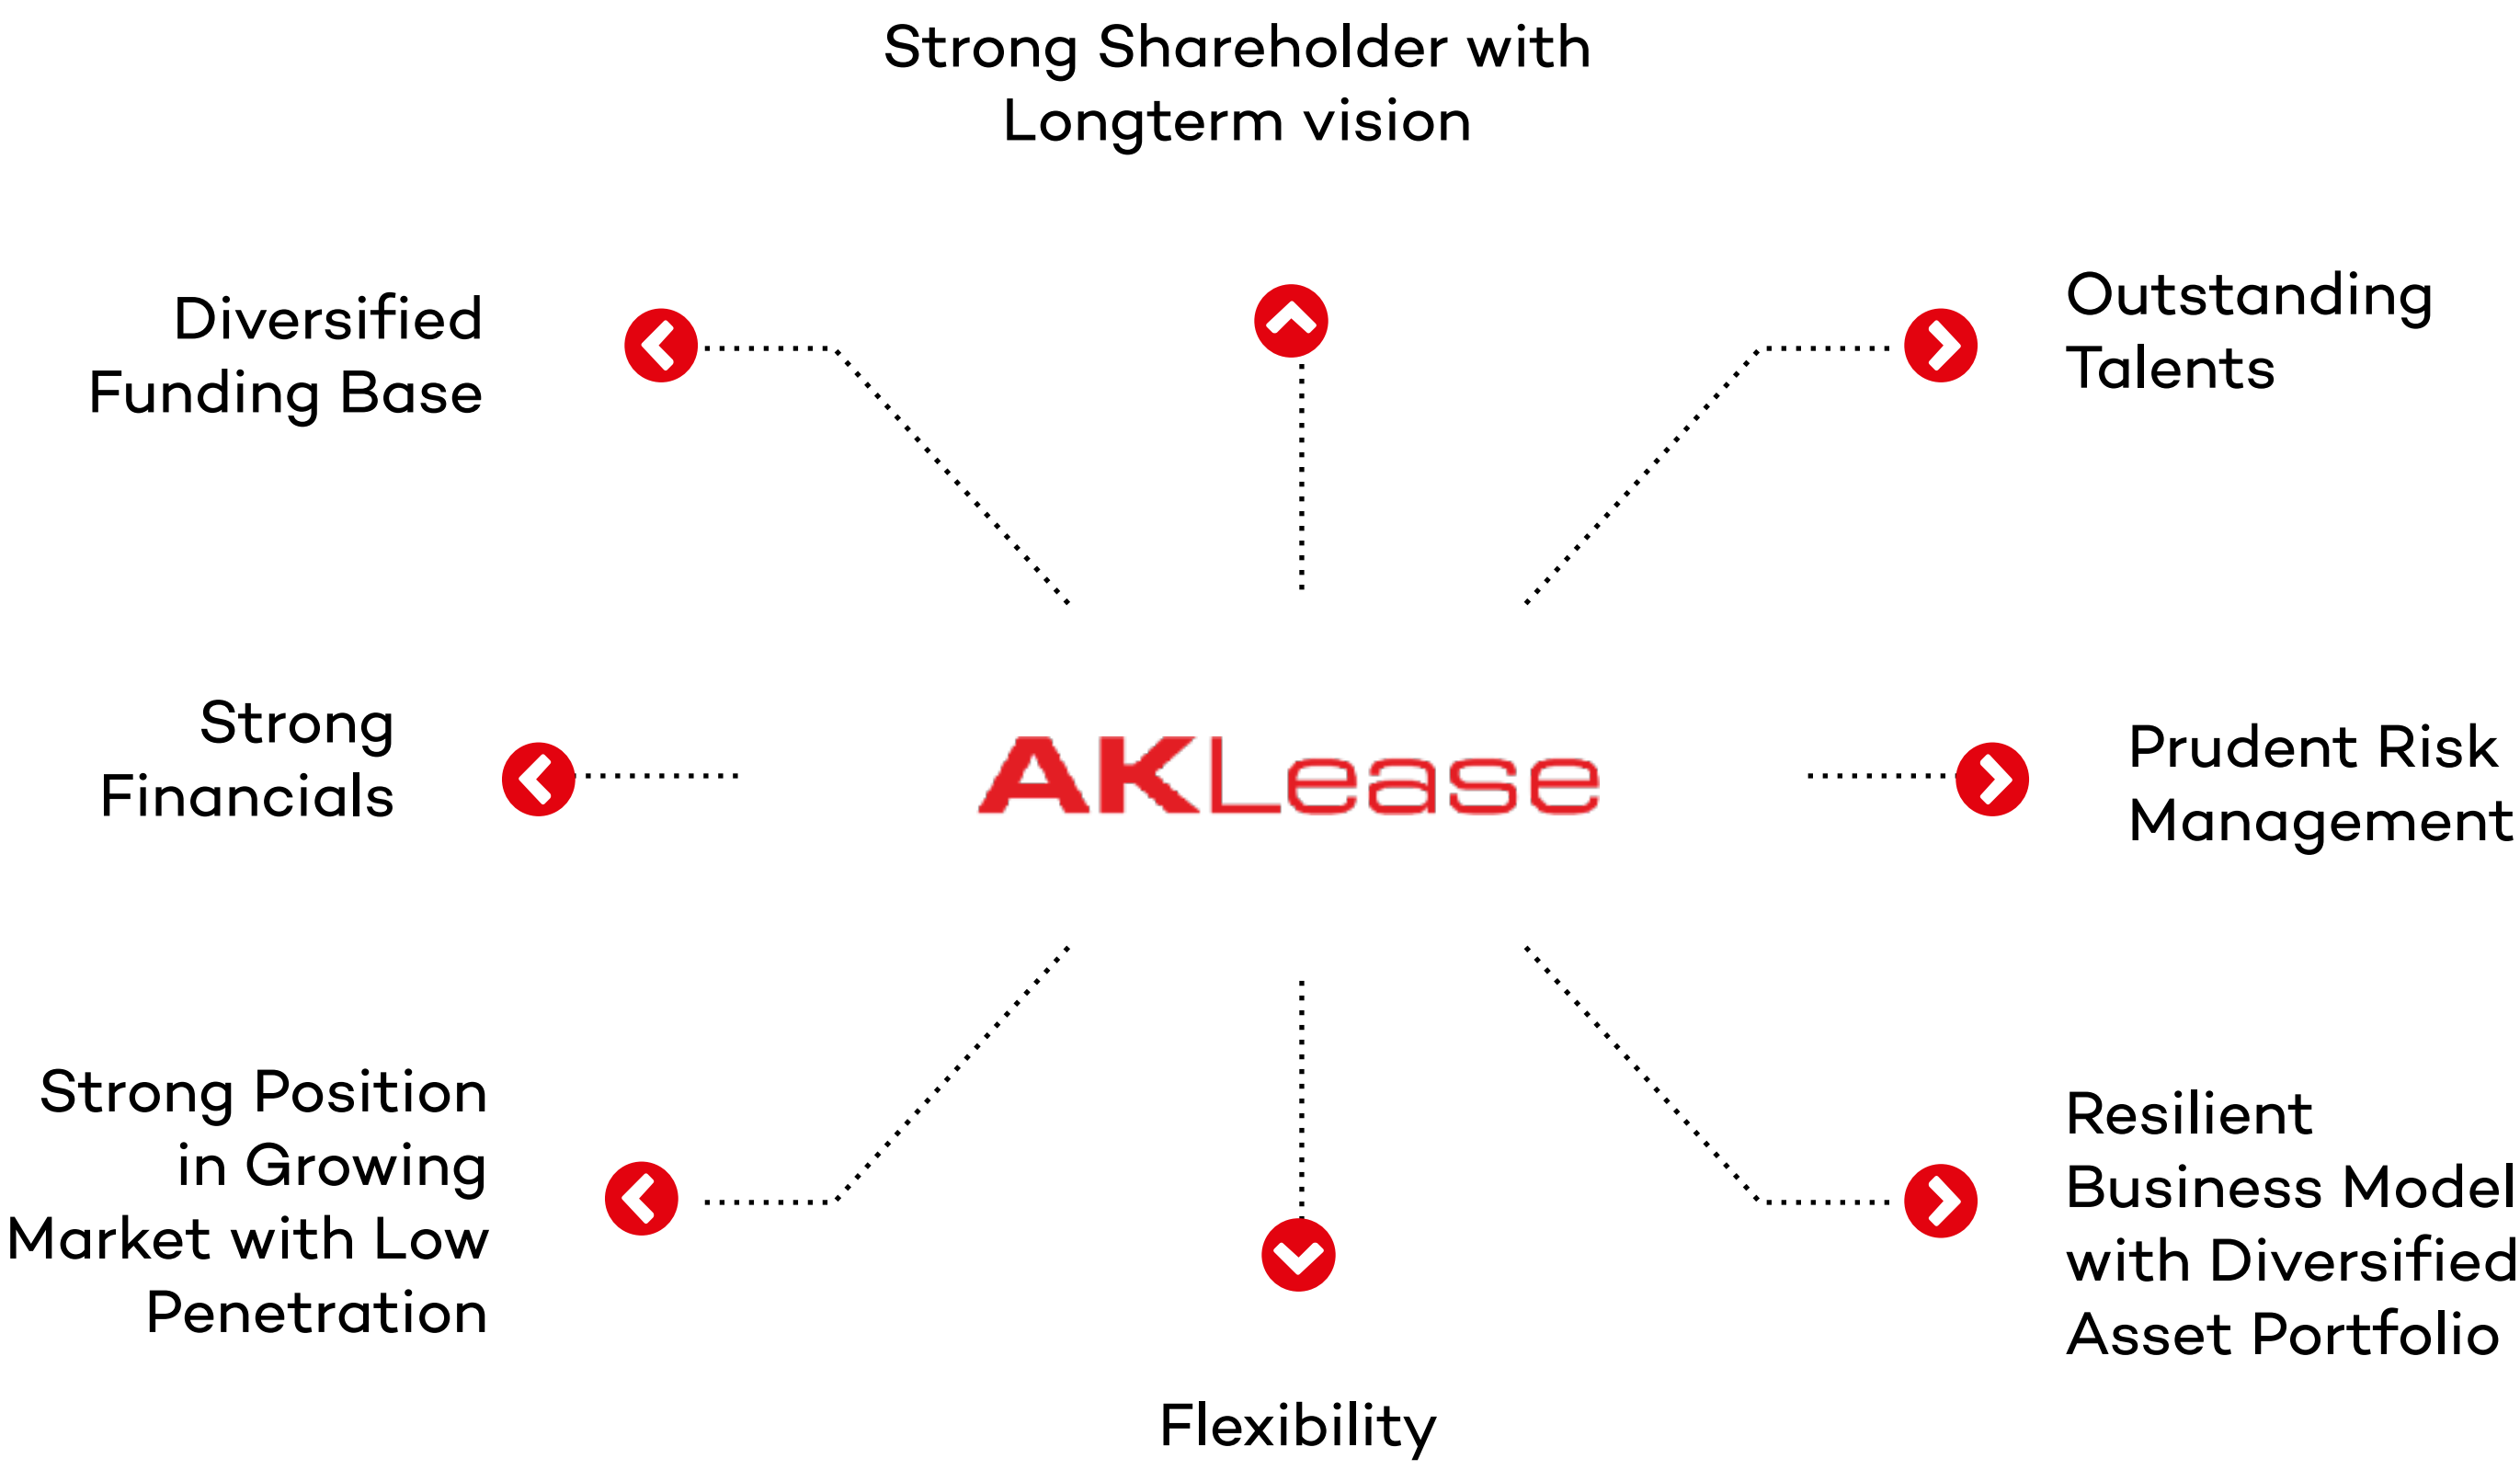 Strong Shareholder with
Longterm vision
Diversified
Funding Base
Outstanding
Talents
Strong
Financials
AKLease
Prudent Risk
Management
Strong Position
in Growing
Market with Low
Penetration
Resilient
Business Model
with Diversified
Asset Portfolio
Flexibility